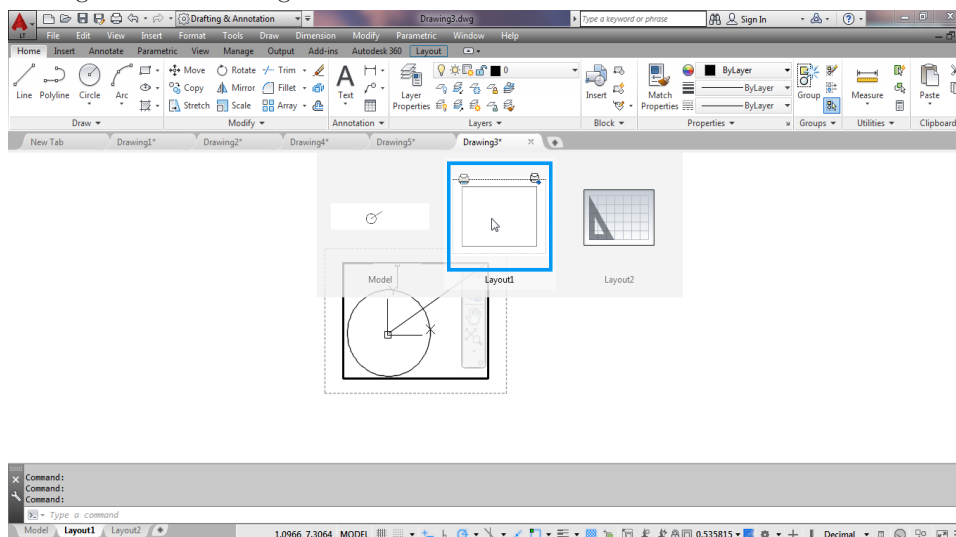 Drafting & Annotation
Drawing3.dwg
Type a keyword or phrase
Sign In
LT File Edit View Insert Format Tools Draw Dimension Modify Parametric Window Help
Home Insert Annotate Parametric View Manage Output Add-ins Autodesk 360 Layout
Move Rotate Trim 0 ByLayer
Copy Mirror Fillet ByLayer
Line Polyline Circle Arc Text Layer Insert Match Group Measure Paste
Stretch Scale Array Properties Properties ByLayer
Draw Modify Annotation Layers Block Properties Groups Utilities Clipboard
New Tab Drawing1* Drawing2* Drawing4* Drawing5* Drawing3*
Model Layout1 Layout2
Command:
Command:
Command:
Type a command
Model Layout1 Layout2
1.0966, 7.3064 MODEL 0.535815 Decimal